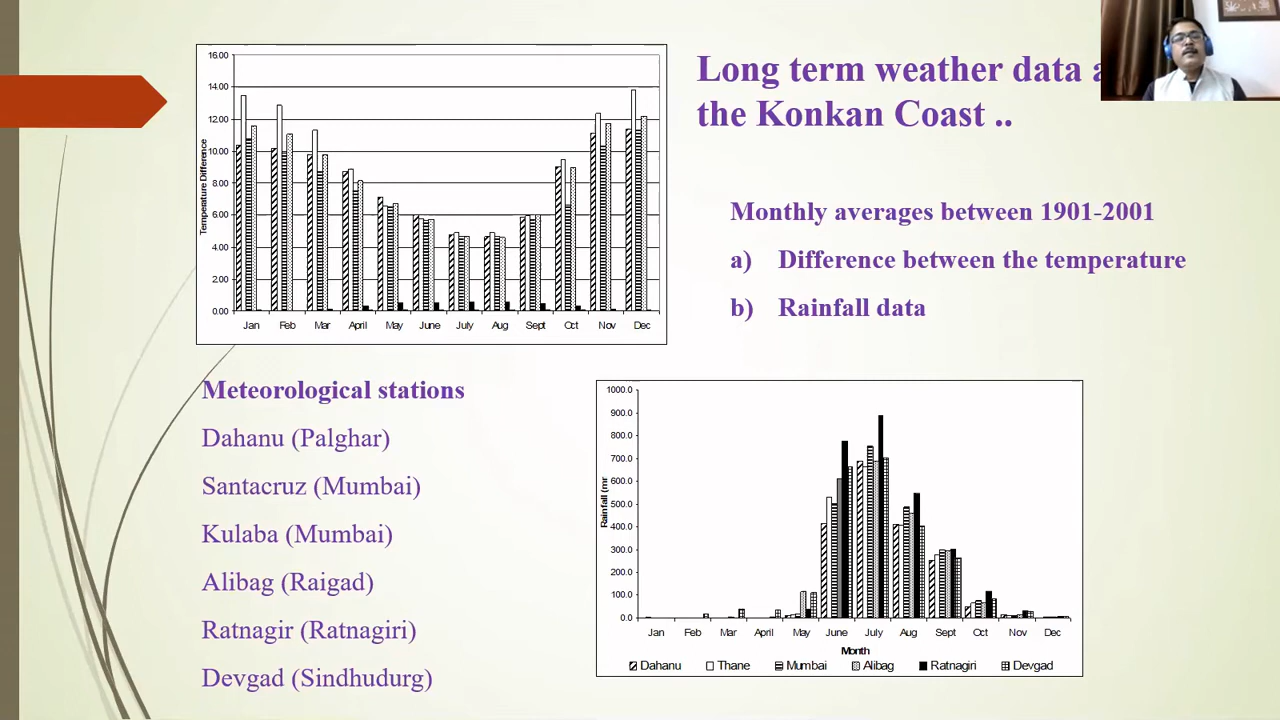 Long term weather data a
the Konkan Coast ..
Monthly averages between 1901-2001
a) Difference between the temperature
b) Rainfall data
16.00
14.00
12.00
10.00
8.00
6.00
4.00
2.00
0.00
Temperature Difference
Jan Feb Mar April May June July Aug Sept Oct Nov Dec
Meteorological stations
Dahanu (Palghar)
Santacruz (Mumbai)
Kulaba (Mumbai)
Alibag (Raigad)
Ratnagir (Ratnagiri)
Devgad (Sindhudurg)
1000.0
900.0
800.0
700.0
600.0
500.0
400.0
300.0
200.0
100.0
0.0
Rainfall (mr
Jan Feb Mar April May June July Aug Sept Oct Nov Dec
Month
Dahanu Thane Mumbai Alibag Ratnagiri Devgad